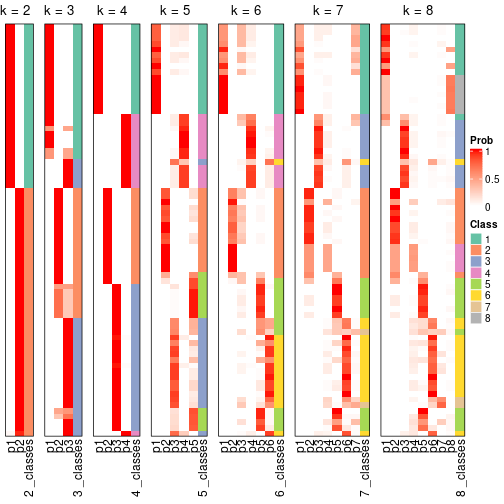 k = 2 k = 3 k = 4 k = 5 k = 6 k = 7 k = 8
Prob
1
0.5
0
Class
1
2
3
4
5
6
7
8
p1 p2 2_classes
p1 p2 p3 3_classes
p1 p2 p3 p4 4_classes
p1 p2 p3 p4 p5 5_classes
p1 p2 p3 p4 p5 p6 6_classes
p1 p2 p3 p4 p5 p6 p7 7_classes
p1 p2 p3 p4 p5 p6 p7 p8 8_classes